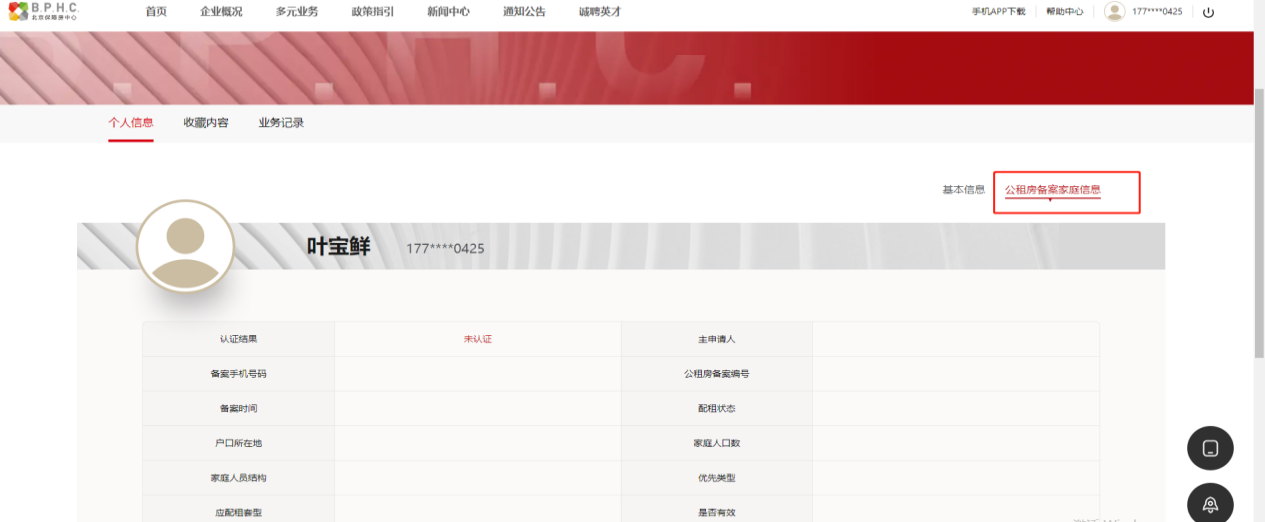 B.P.H.C.
北京保障房中心
首页 企业概况 多元业务 政策指引 新闻中心 通知公告 诚聘英才 手机APP下载 帮助中心 177****0425
B.P.H.C.
个人信息 收藏内容 业务记录
基本信息 公租房备案家庭信息
叶宝鲜 177****0425
认证结果 未认证 主申请人
备案手机号码 公租房备案编号
备案时间 配租状态
户口所在地 家庭人口数
家庭人员结构 优先类型
应配租套型 是否有效